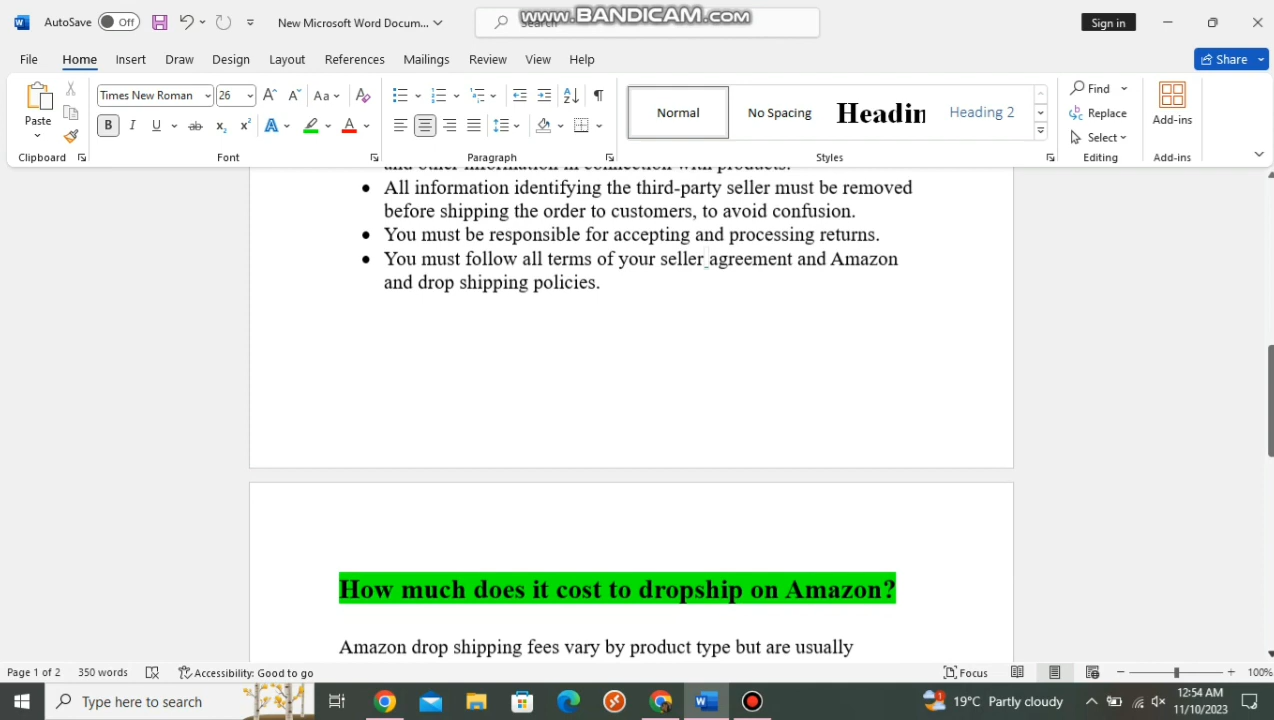 AutoSave Off New Microsoft Word Docum... www.BANDICAM.com Sign in
File Home Insert Draw Design Layout References Mailings Review View Help Share
Paste
Clipboard
Times New Roman 26
Font
Paragraph
Normal No Spacing Headin Heading 2
Styles
Find
Replace
Select
Editing
Add-ins
Add-ins
and other information in connection with products.
• All information identifying the third-party seller must be removed
before shipping the order to customers, to avoid confusion.
• You must be responsible for accepting and processing returns.
• You must follow all terms of your seller agreement and Amazon
and drop shipping policies.
How much does it cost to dropship on Amazon?
Amazon drop shipping fees vary by product type but are usually
Page 1 of 2 350 words Accessibility: Good to go Focus 100%
Type here to search 19°C Partly cloudy 12:54 AM
11/10/2023